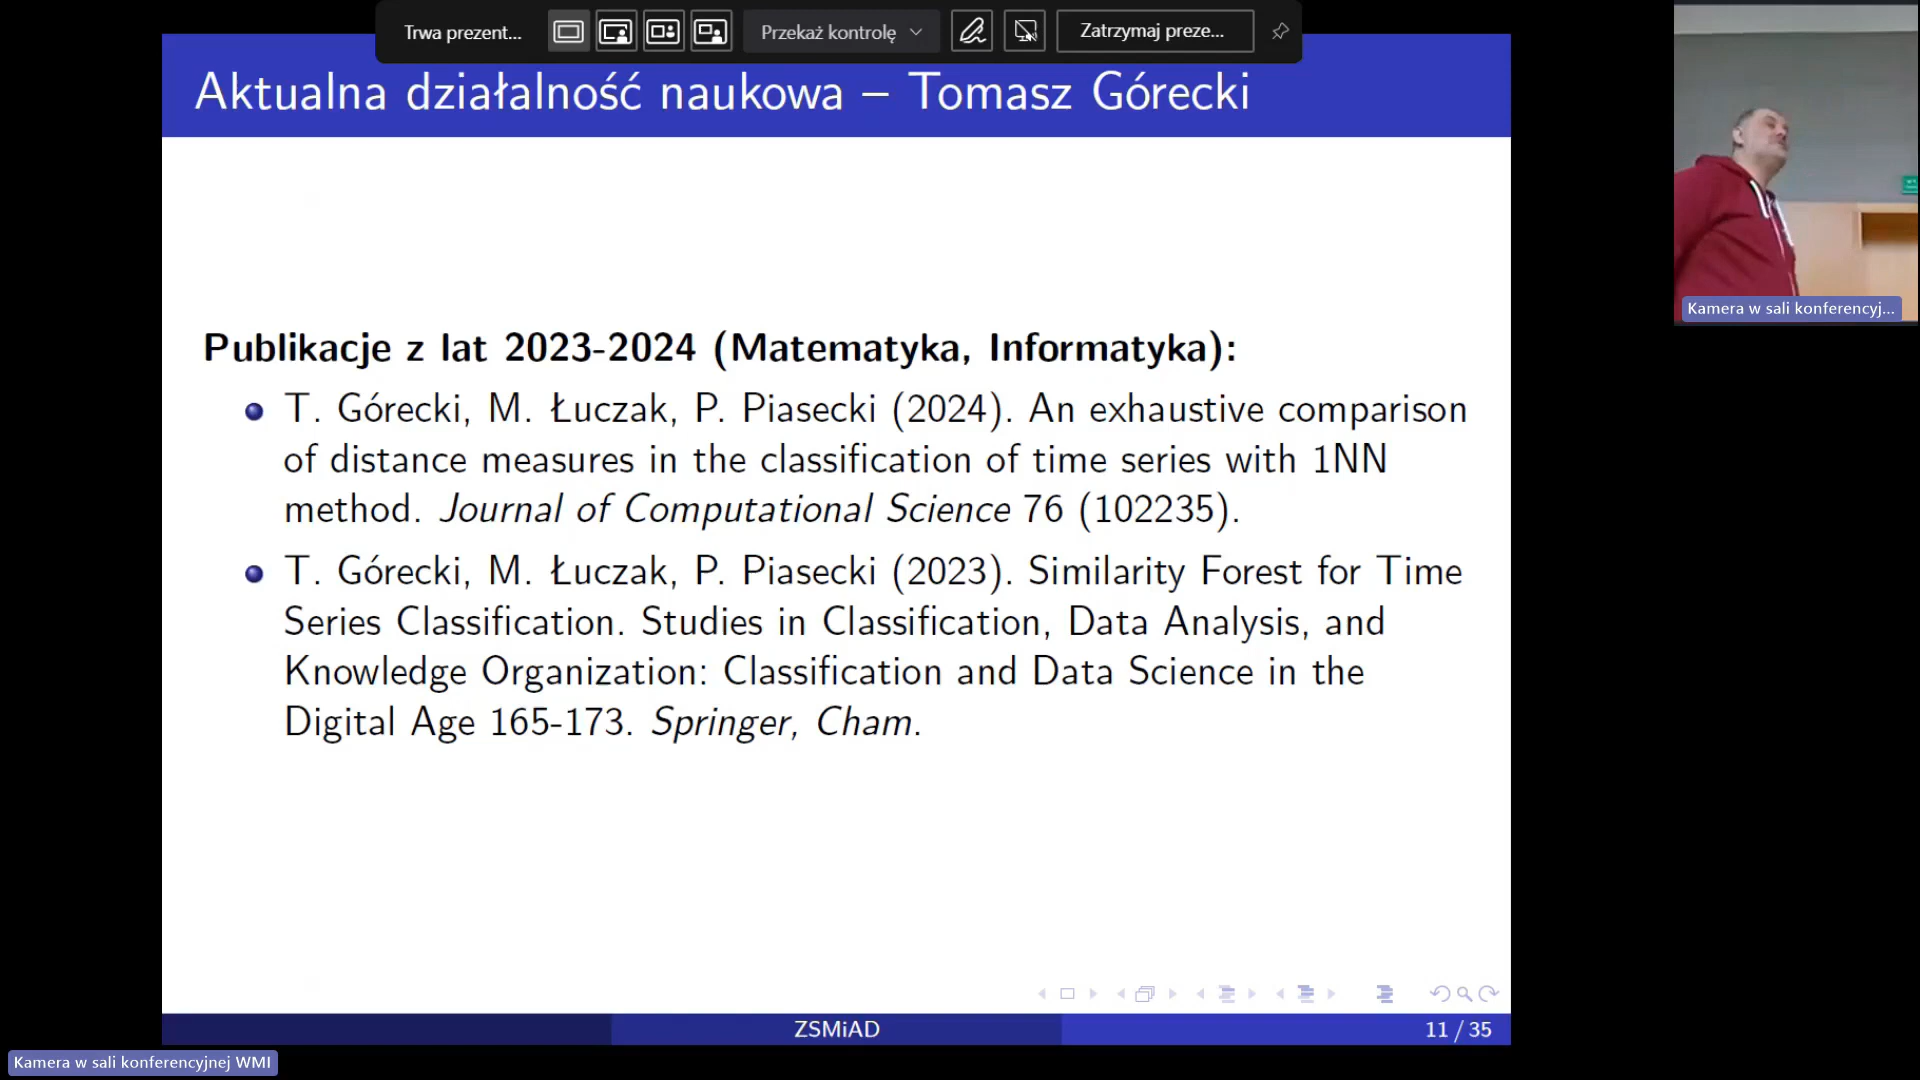 Trwa prezent...
Przekaż kontrolę
Zatrzymaj preze...
Aktualna działalność naukowa – Tomasz Górecki
Kamera w sali konferencyj...
Publikacje z lat 2023-2024 (Matematyka, Informatyka):
T. Górecki, M. Łuczak, P. Piasecki (2024). An exhaustive comparison
of distance measures in the classification of time series with 1NN
method. Journal of Computational Science 76 (102235).
T. Górecki, M. Łuczak, P. Piasecki (2023). Similarity Forest for Time
Series Classification. Studies in Classification, Data Analysis, and
Knowledge Organization: Classification and Data Science in the
Digital Age 165-173. Springer, Cham.
ZSMiAD
11 / 35
Kamera w sali konferencyjnej WMI